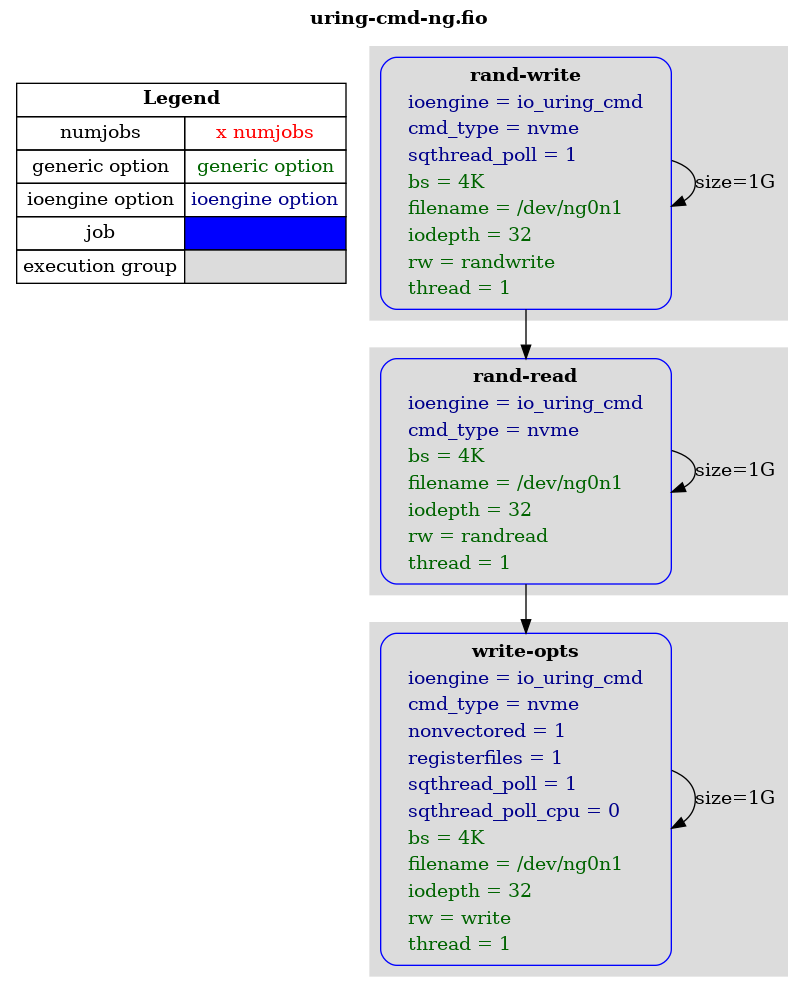 uring-cmd-ng.fio
Legend
numjobs x numjobs
generic option generic option
ioengine option ioengine option
job
execution group
rand-write
ioengine = io_uring_cmd
cmd_type = nvme
sqthread_poll = 1
bs = 4K
filename = /dev/ng0n1
iodepth = 32
rw = randwrite
thread = 1
size=1G
rand-read
ioengine = io_uring_cmd
cmd_type = nvme
bs = 4K
filename = /dev/ng0n1
iodepth = 32
rw = randread
thread = 1
size=1G
write-opts
ioengine = io_uring_cmd
cmd_type = nvme
nonvectored = 1
registerfiles = 1
sqthread_poll = 1
sqthread_poll_cpu = 0
bs = 4K
filename = /dev/ng0n1
iodepth = 32
rw = write
thread = 1
size=1G